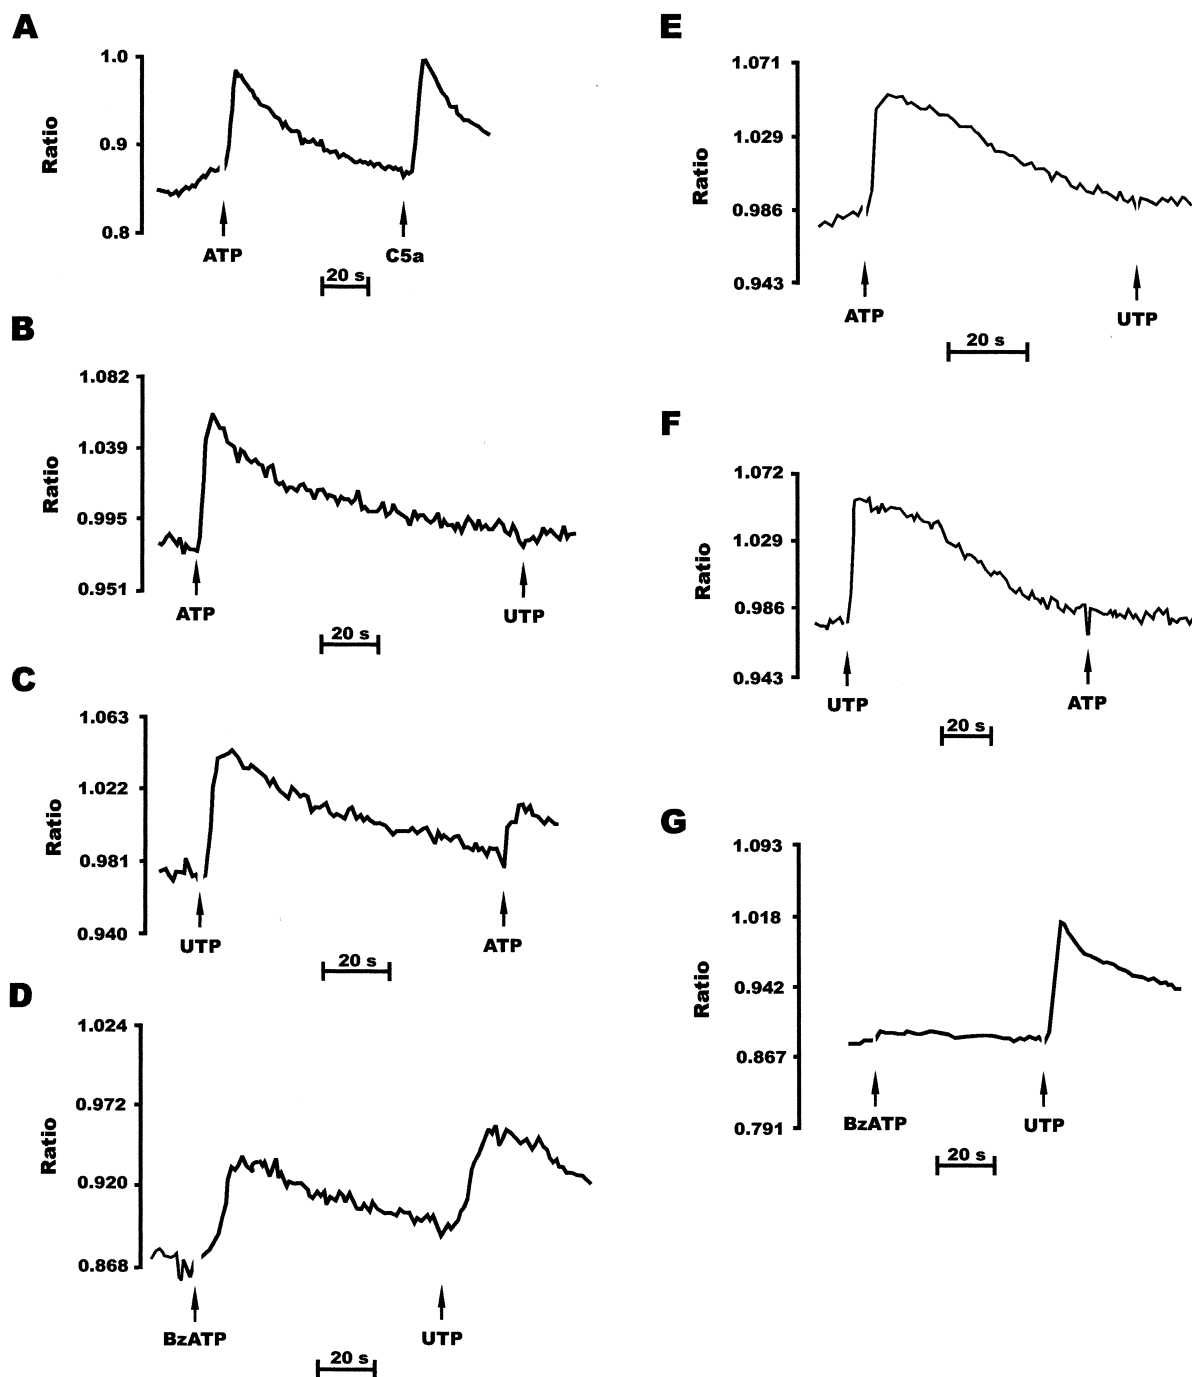 A
1.0
0.9
0.8
Ratio
ATP
C5a
20 s
B
1.082
1.039
0.995
0.951
Ratio
ATP
UTP
20 s
C
1.063
1.022
0.981
0.940
Ratio
UTP
ATP
20 s
D
1.024
0.972
0.920
0.868
Ratio
BzATP
UTP
20 s
E
1.071
1.029
0.986
0.943
Ratio
ATP
UTP
20 s
F
1.072
1.029
0.986
0.943
Ratio
UTP
ATP
20 s
G
1.093
1.018
0.942
0.867
0.791
Ratio
BzATP
UTP
20 s